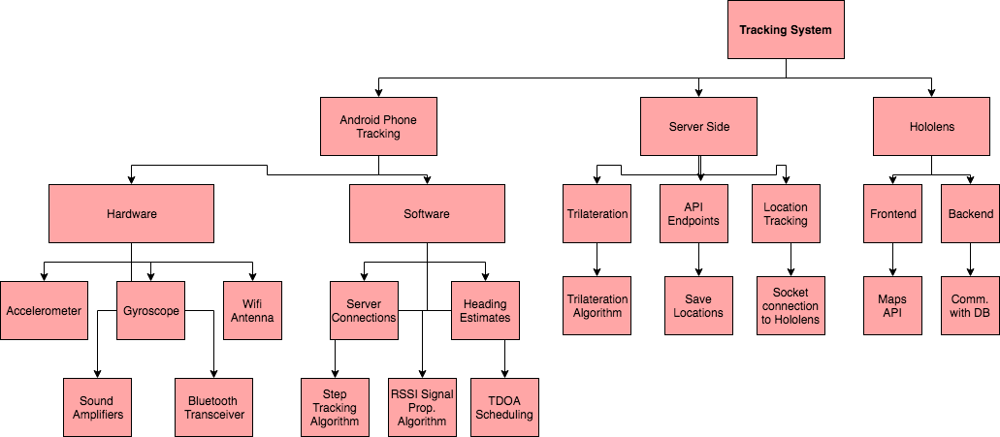 Tracking System
Android Phone
Tracking
Server Side
Hololens
Hardware
Software
Trilateration
API
Endpoints
Location
Tracking
Frontend
Backend
Accelerometer
Gyroscope
Wifi
Antenna
Server
Connections
Heading
Estimates
Trilateration
Algorithm
Save
Locations
Socket
connection
to Hololens
Maps
API
Comm.
with DB
Sound
Amplifiers
Bluetooth
Transceiver
Step
Tracking
Algorithm
RSSI Signal
Prop.
Algorithm
TDOA
Scheduling